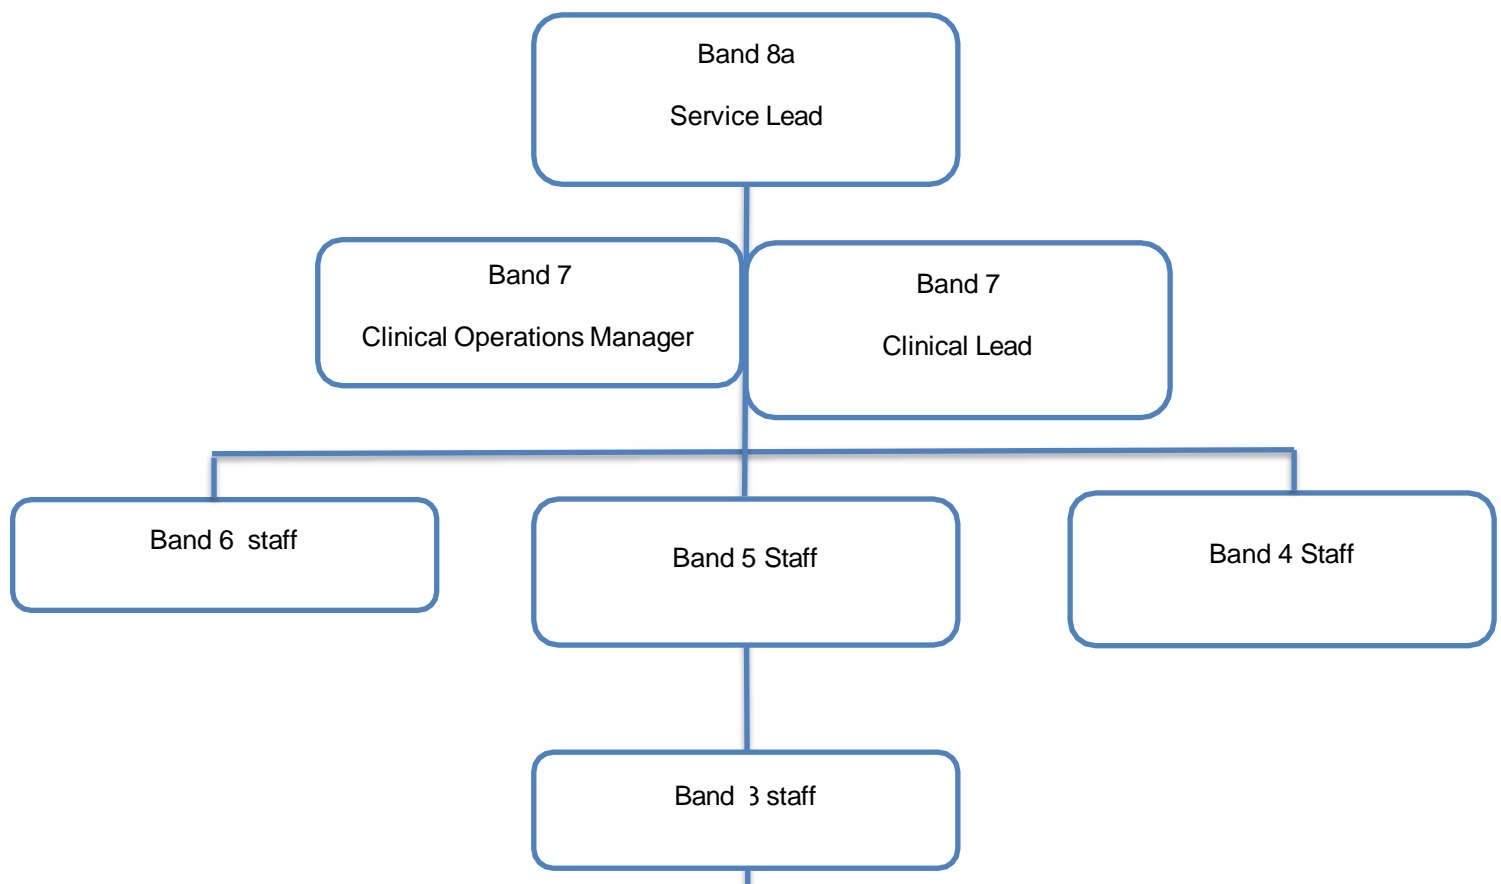 Band 8a
Service Lead
Band 7
Clinical Operations Manager
Band 7
Clinical Lead
Band 6 staff
Band 5 Staff
Band 4 Staff
Band 3 staff